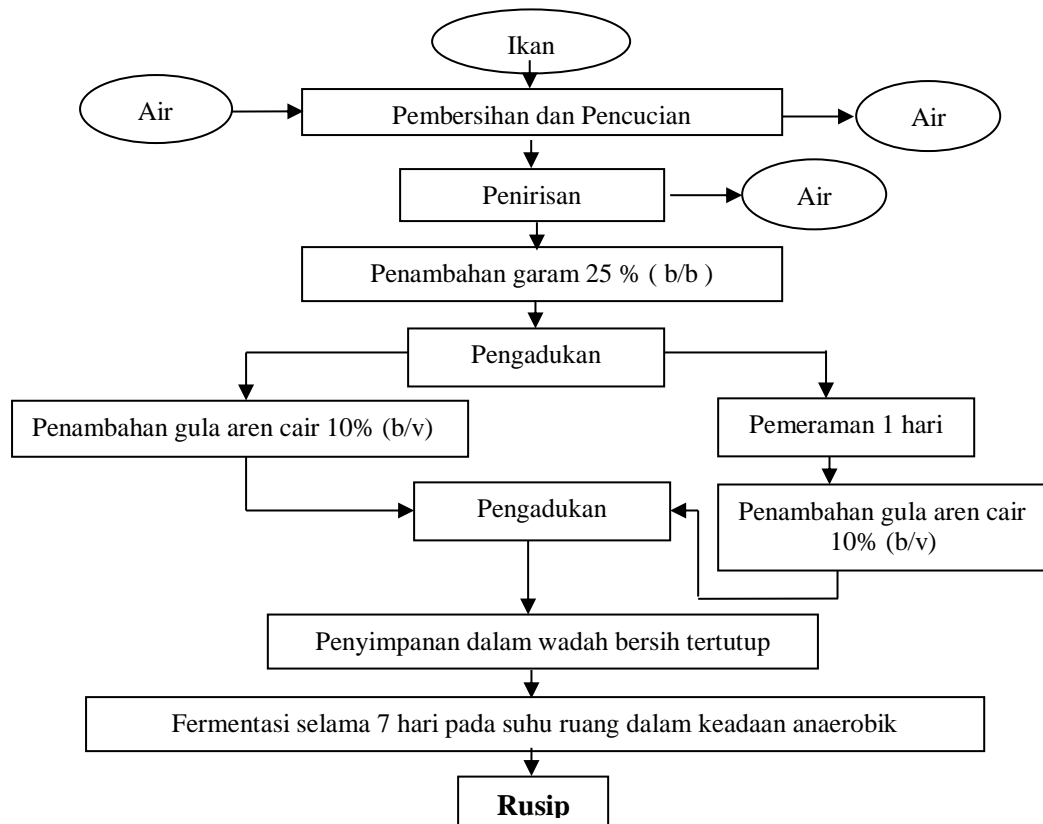 Ikan
Air
Pembersihan dan Pencucian
Air
Penirisan
Air
Penambahan garam 25 % ( b/b )
Pengadukan
Penambahan gula aren cair 10% (b/v)
Pemeraman 1 hari
Pengadukan
Penambahan gula aren cair
10% (b/v)
Penyimpanan dalam wadah bersih tertutup
Fermentasi selama 7 hari pada suhu ruang dalam keadaan anaerobik
Rusip